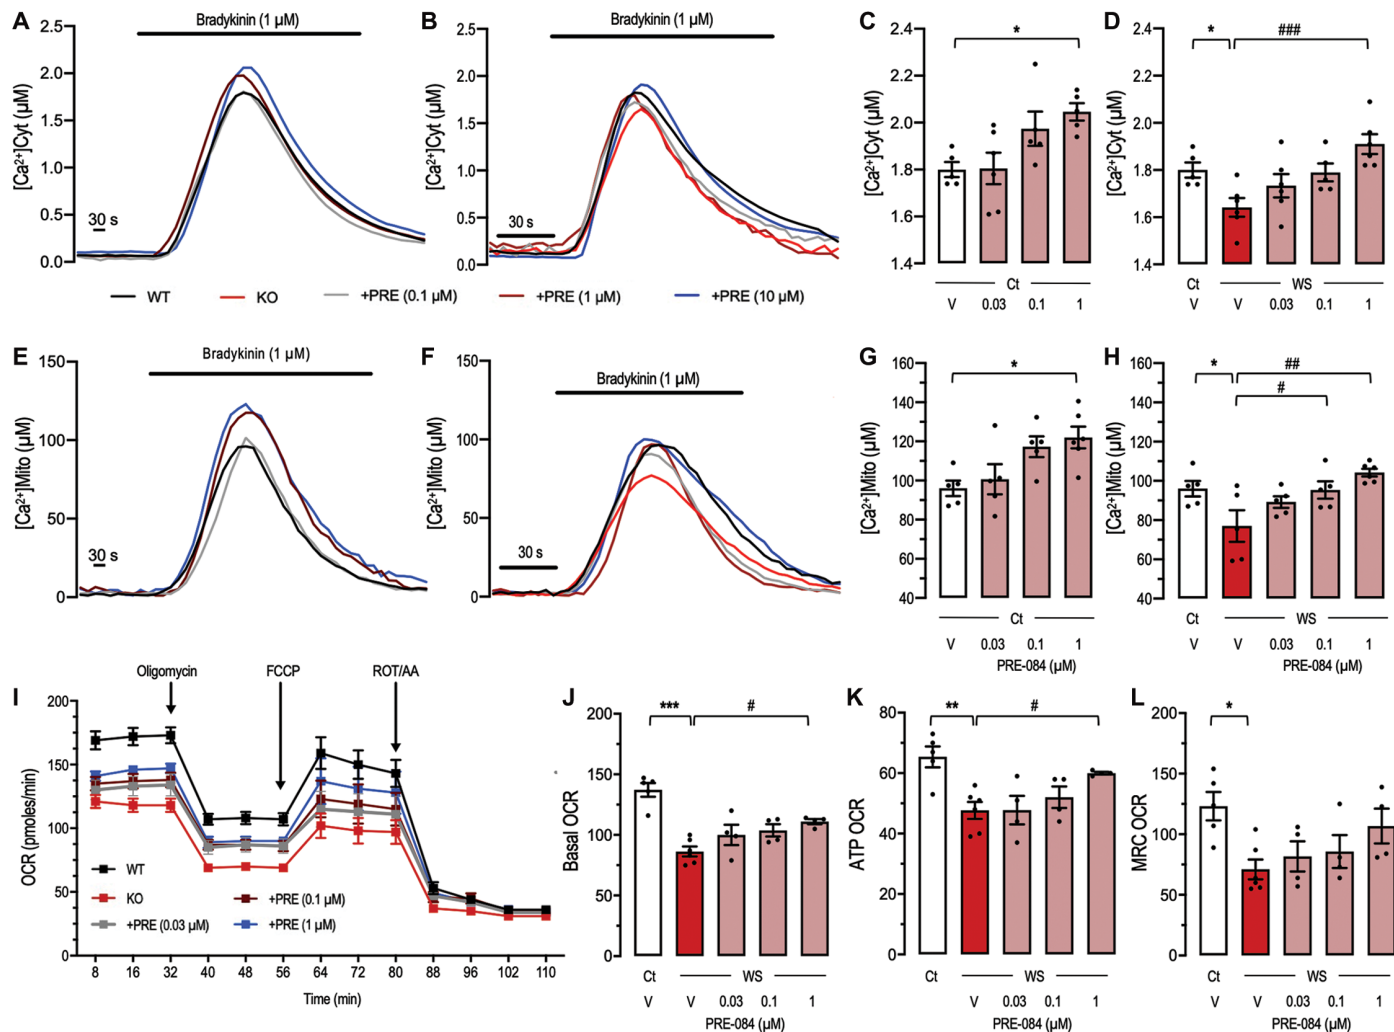 A
Bradykinin (1 µM)
[Ca²⁺]Cyt (µM)
2.5
2.0
1.5
1.0
0.5
0.0
30 s
B
Bradykinin (1 µM)
[Ca²⁺]Cyt (µM)
2.5
2.0
1.5
1.0
0.5
0.0
30 s
WT
KO
+PRE (0.1 µM)
+PRE (1 µM)
+PRE (10 µM)
C
[Ca²⁺]Cyt (µM)
2.4
2.2
2.0
1.8
1.6
1.4
*
Ct
V 0.03 0.1 1
D
[Ca²⁺]Cyt (µM)
2.4
2.2
2.0
1.8
1.6
1.4
* ###
Ct WS
V V 0.03 0.1 1
E
Bradykinin (1 µM)
[Ca²⁺]Mito (µM)
150
100
50
0
30 s
F
Bradykinin (1 µM)
[Ca²⁺]Mito (µM)
150
100
50
0
30 s
G
[Ca²⁺]Mito (µM)
160
140
120
100
80
60
40
*
Ct
V 0.03 0.1 1
PRE-084 (µM)
H
[Ca²⁺]Mito (µM)
160
140
120
100
80
60
40
* ##
#
Ct WS
V V 0.03 0.1 1
PRE-084 (µM)
I
Oligomycin FCCP ROT/AA
OCR (pmoles/min)
200
150
100
50
0
WT
KO
+PRE (0.03 µM)
+PRE (0.1 µM)
+PRE (1 µM)
8 16 32 40 48 56 64 72 80 88 96 102 110
Time (min)
J
Basal OCR
200
150
100
50
0
*** #
Ct WS
V V 0.03 0.1 1
PRE-084 (µM)
K
ATP OCR
80
60
40
20
0
** #
Ct WS
V V 0.03 0.1 1
PRE-084 (µM)
L
MRC OCR
200
150
100
50
0
*
Ct WS
V V 0.03 0.1 1
PRE-084 (µM)